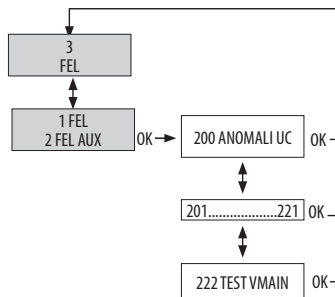 3
FEL
1 FEL
2 FEL AUX
OK
200 ANOMALI UC
OK
201...................221
OK
222 TEST VMAIN
OK